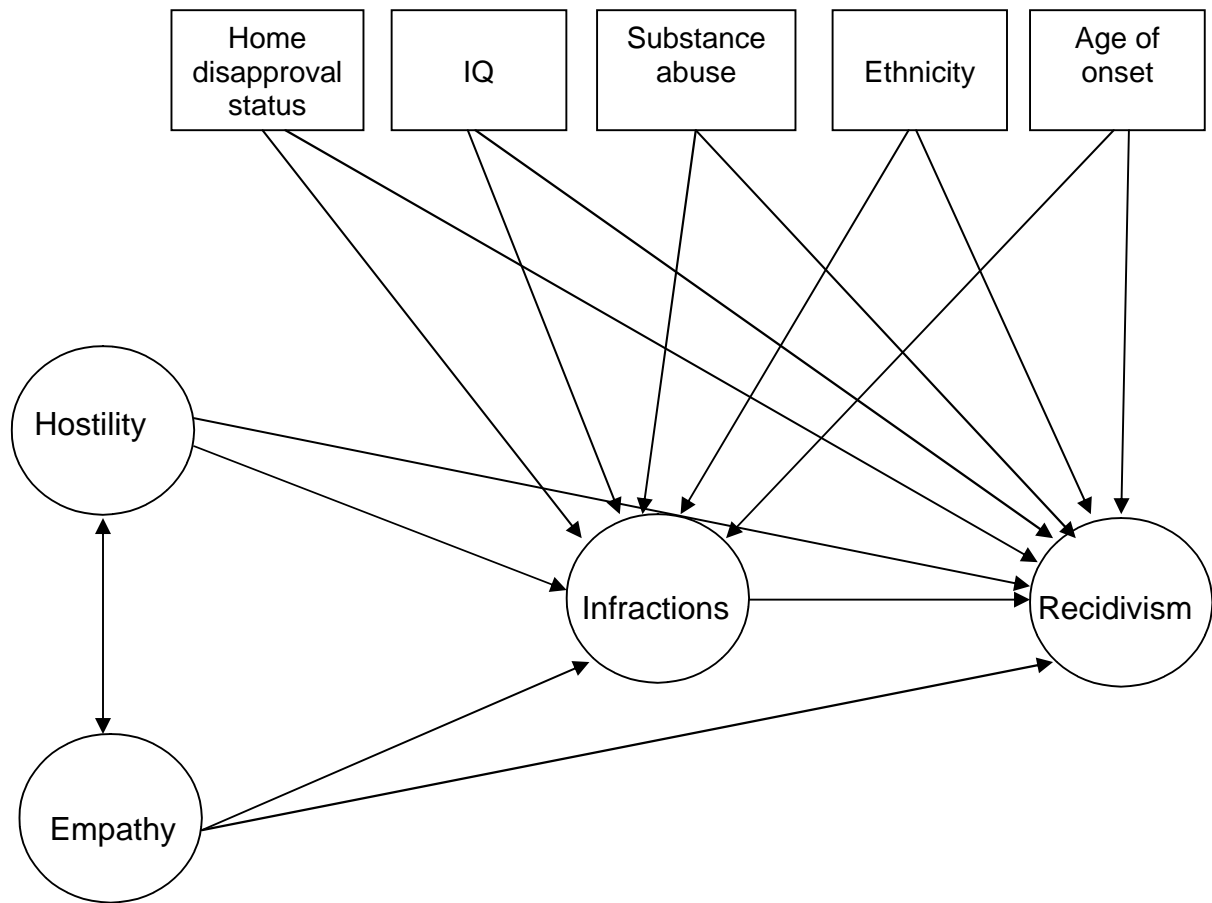 Home
disapproval
status
IQ
Substance
abuse
Ethnicity
Age of
onset
Hostility
Infractions
Recidivism
Empathy